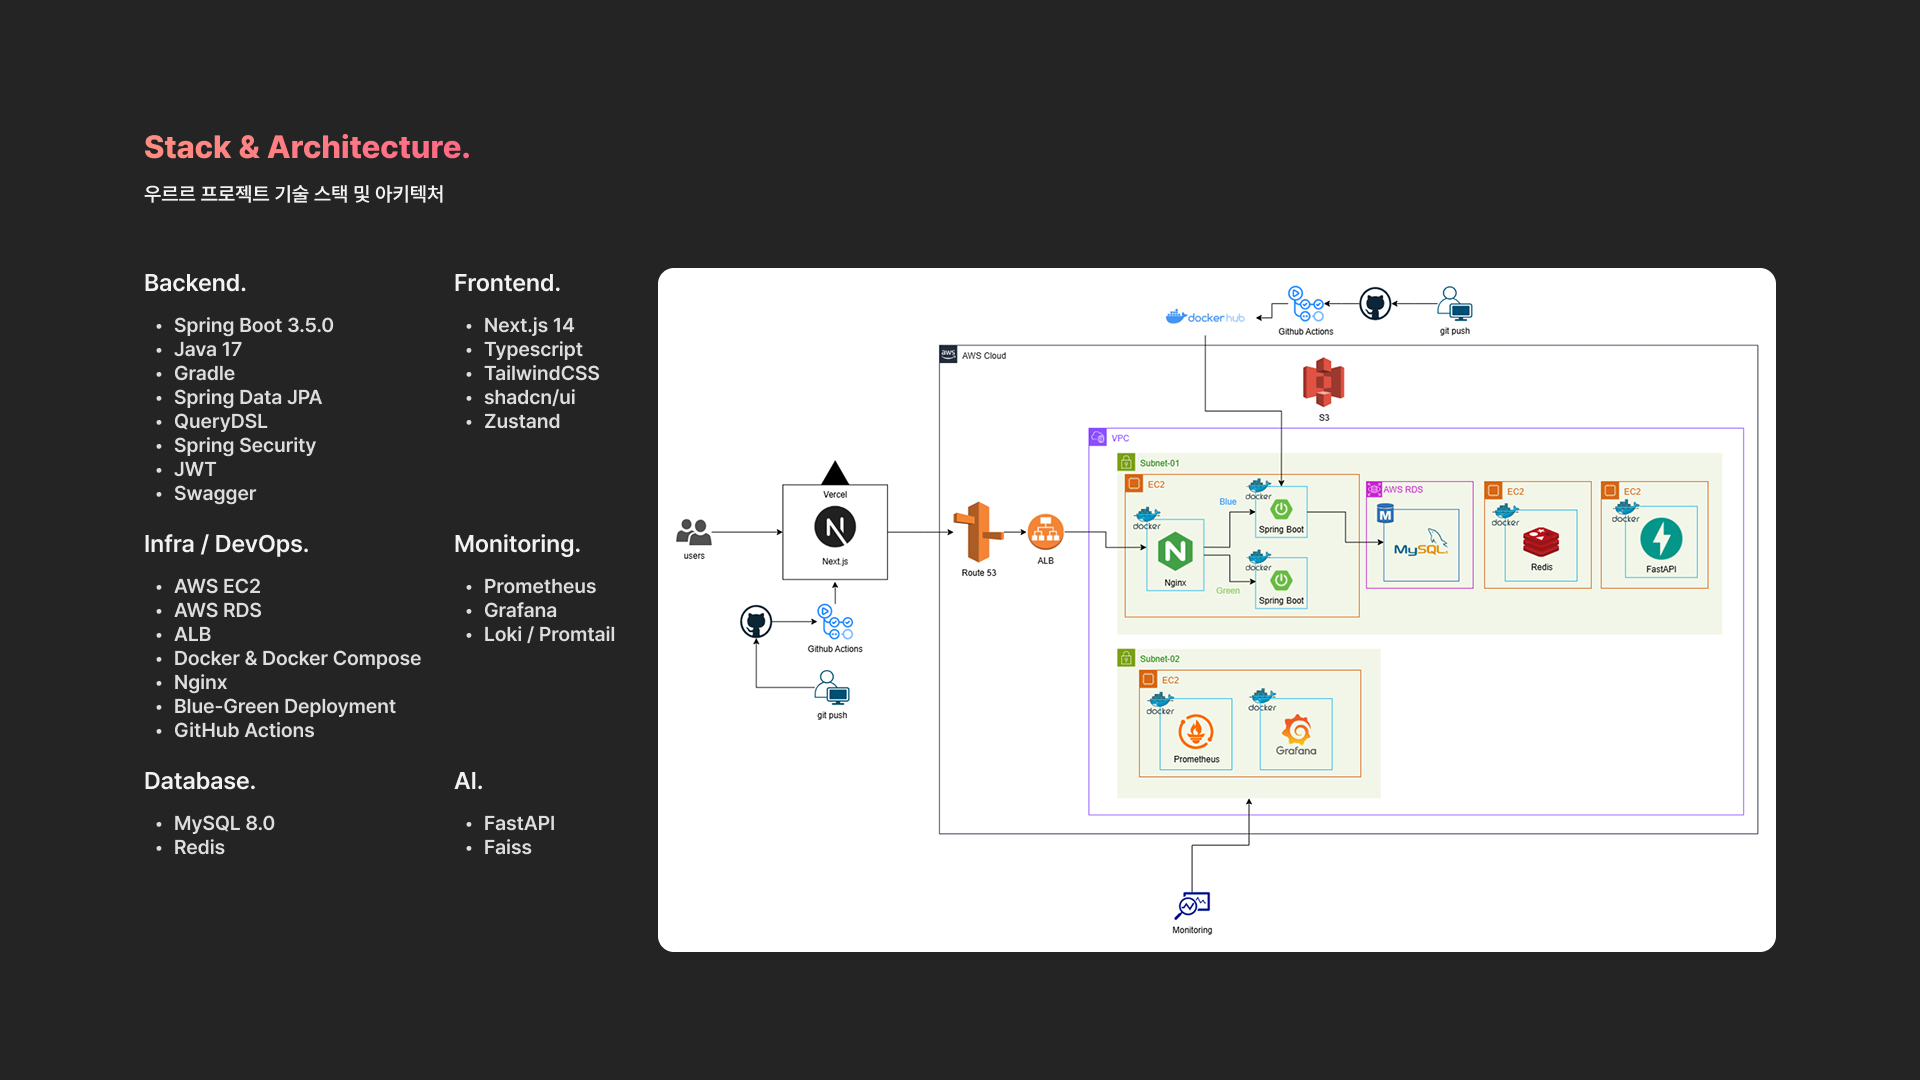 Stack & Architecture.
우르르 프로젝트 기술 스택 및 아키텍처
Backend.
• Spring Boot 3.5.0
• Java 17
• Gradle
• Spring Data JPA
• QueryDSL
• Spring Security
• JWT
• Swagger
Frontend.
• Next.js 14
• Typescript
• TailwindCSS
• shadcn/ui
• Zustand
Infra / DevOps.
• AWS EC2
• AWS RDS
• ALB
• Docker & Docker Compose
• Nginx
• Blue-Green Deployment
• GitHub Actions
Monitoring.
• Prometheus
• Grafana
• Loki / Promtail
Database.
• MySQL 8.0
• Redis
AI.
• FastAPI
• Faiss
docker hub
Github Actions
git push
aws
AWS Cloud
S3
VPC
Subnet-01
EC2
Blue
docker
Spring Boot
docker
Nginx
docker
Spring Boot
Green
AWS RDS
M
MySQL
EC2
docker
Redis
EC2
docker
FastAPI
users
Vercel
N
Next.js
Route 53
ALB
Github Actions
git push
Subnet-02
EC2
docker
Prometheus
docker
Grafana
Monitoring